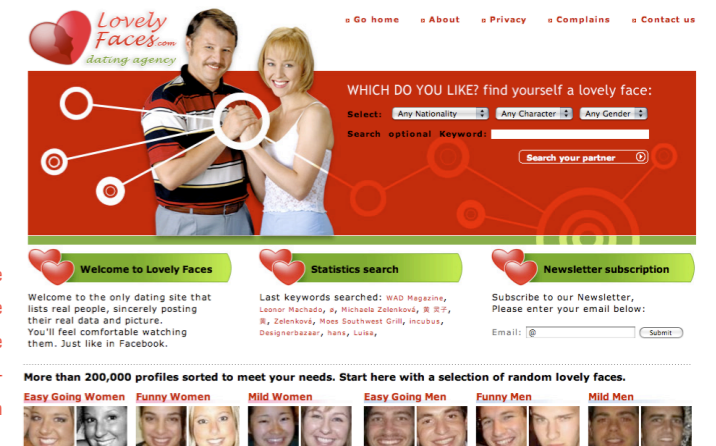 Lovely
Faces.com
dating agency
Go home
About
Privacy
Complains
Contact us
WHICH DO YOU LIKE? find yourself a lovely face:
Select: Any Nationality Any Character Any Gender
Search optional Keyword:
Search your partner
Welcome to Lovely Faces
Welcome to the only dating site that
lists real people, sincerely posting
their real data and picture.
You'll feel comfortable watching
them. Just like in Facebook.
Statistics search
Last keywords searched: WAD Magazine,
Leonor Machado, ø, Michaela Zelenková,
Zelenková, Moes Southwest Grill, incubus,
Designerbazaar, hans, Luisa,
Newsletter subscription
Subscribe to our Newsletter,
Please enter your email below:
Email: @ Submit
More than 200,000 profiles sorted to meet your needs. Start here with a selection of random lovely faces.
Easy Going Women
Funny Women
Mild Women
Easy Going Men
Funny Men
Mild Men